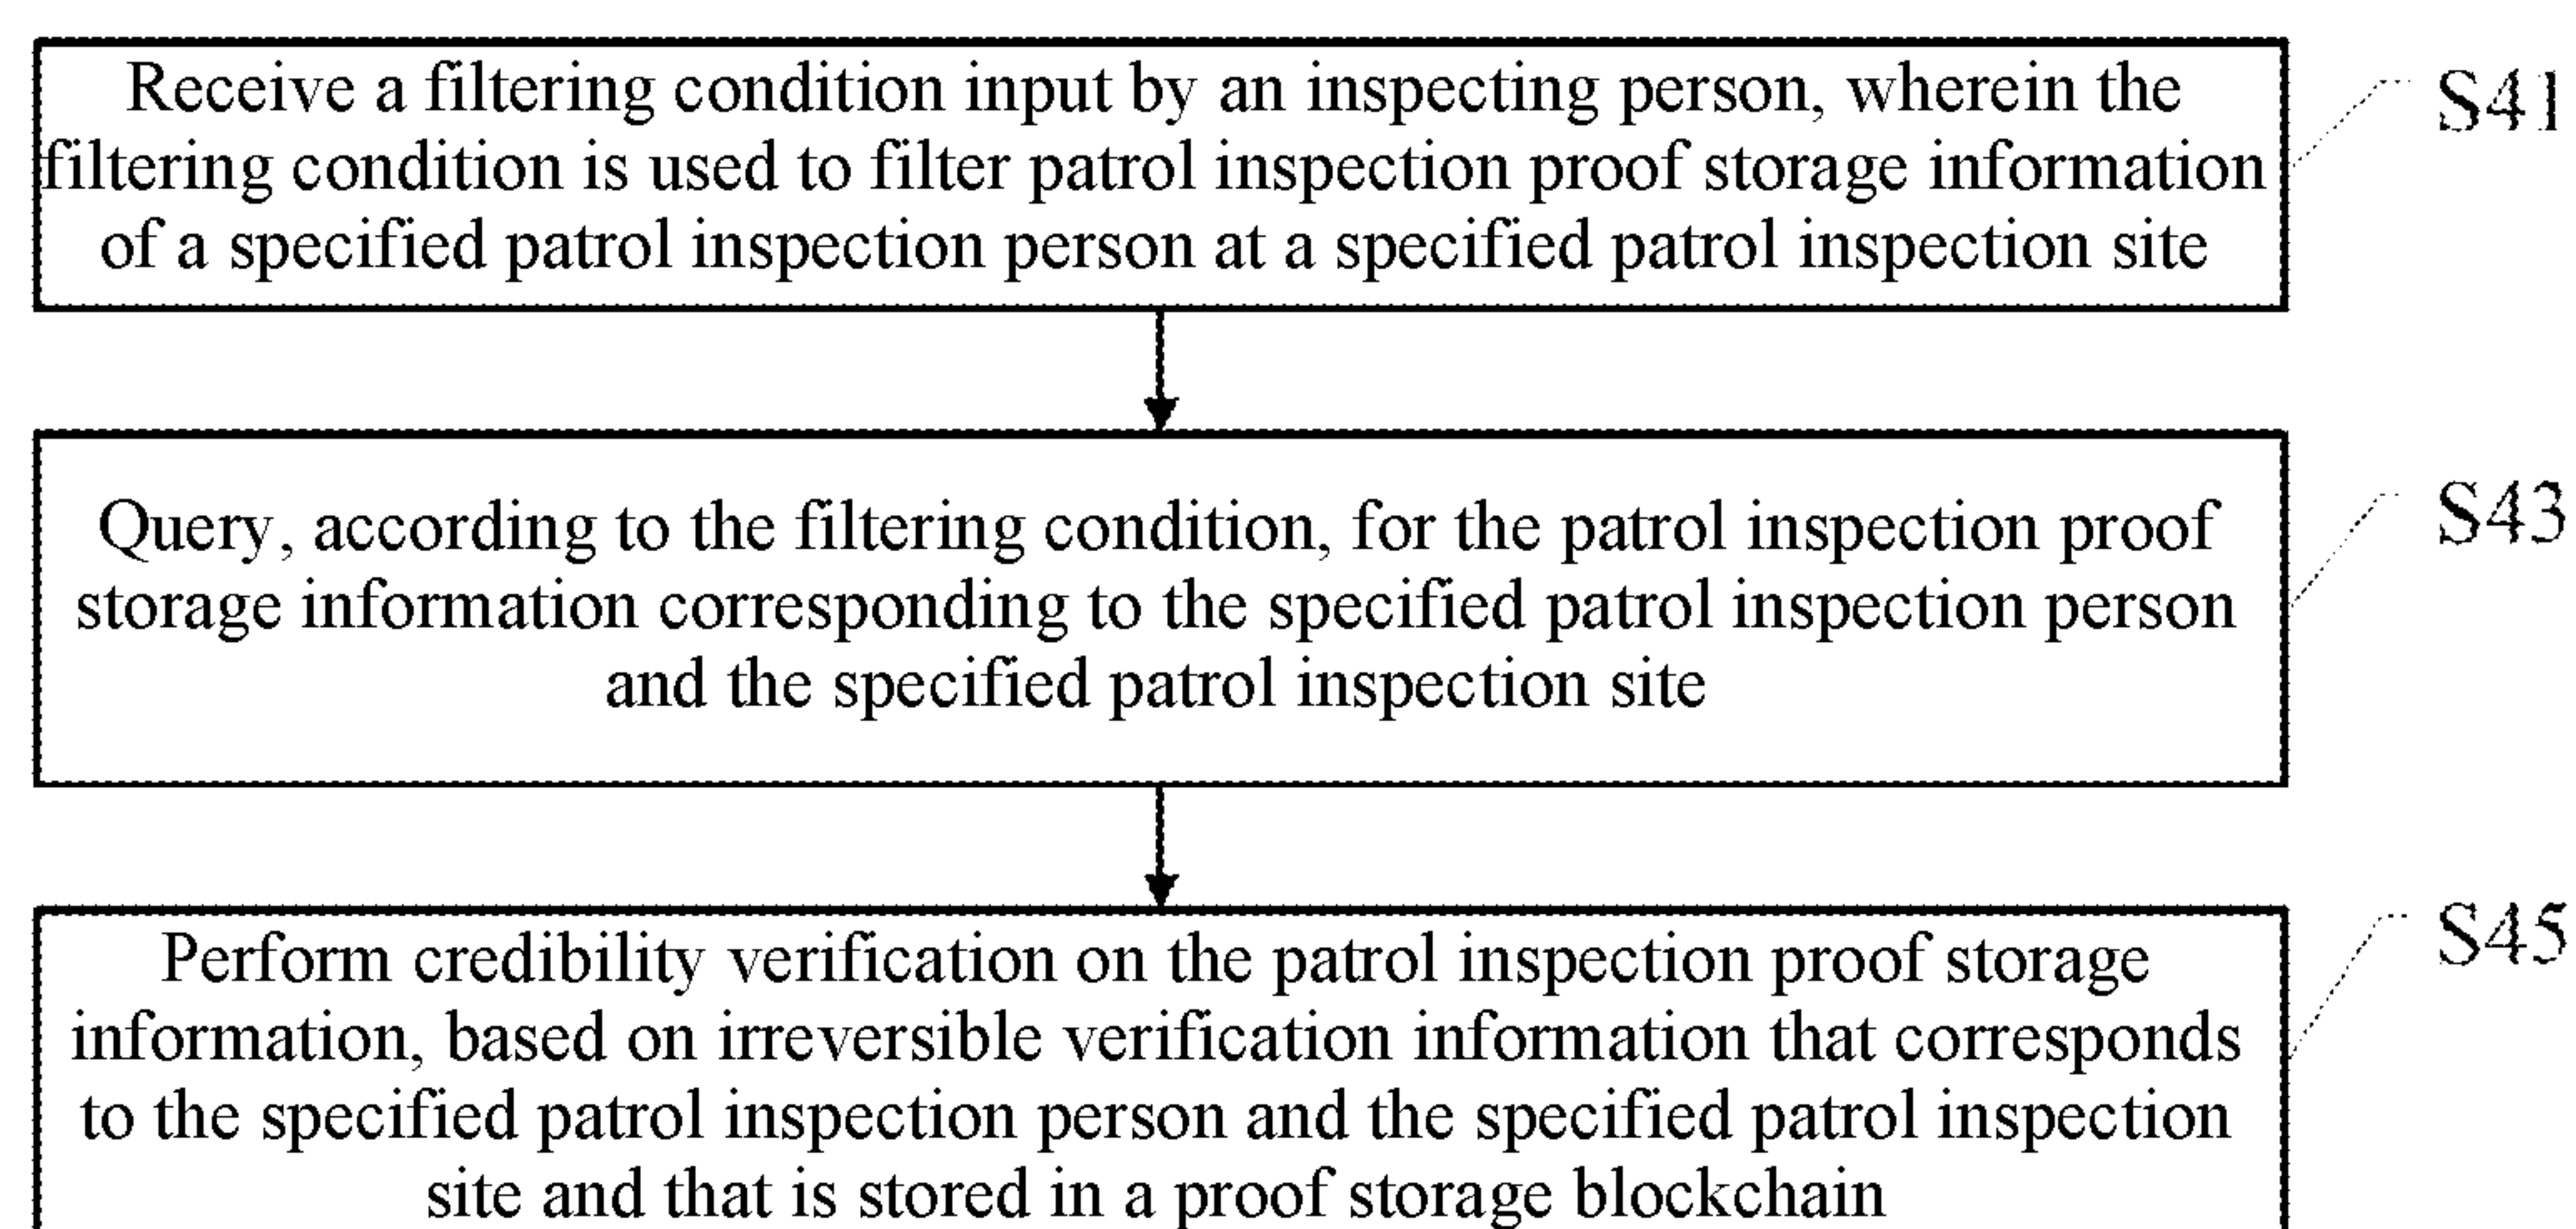 Receive a filtering condition input by an inspecting person, wherein the
filtering condition is used to filter patrol inspection proof storage information
of a specified patrol inspection person at a specified patrol inspection site
S41
Query, according to the filtering condition, for the patrol inspection proof
storage information corresponding to the specified patrol inspection person
and the specified patrol inspection site
S43
Perform credibility verification on the patrol inspection proof storage
information, based on irreversible verification information that corresponds
to the specified patrol inspection person and the specified patrol inspection
site and that is stored in a proof storage blockchain
S45